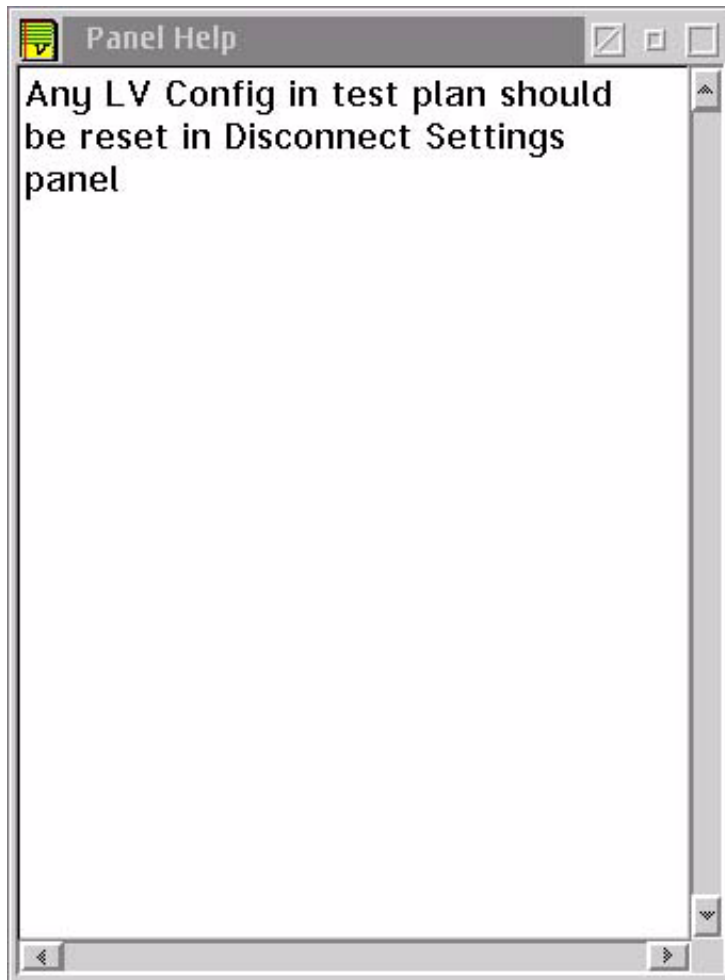 Panel Help
Any LV Config in test plan should
be reset in Disconnect Settings
panel